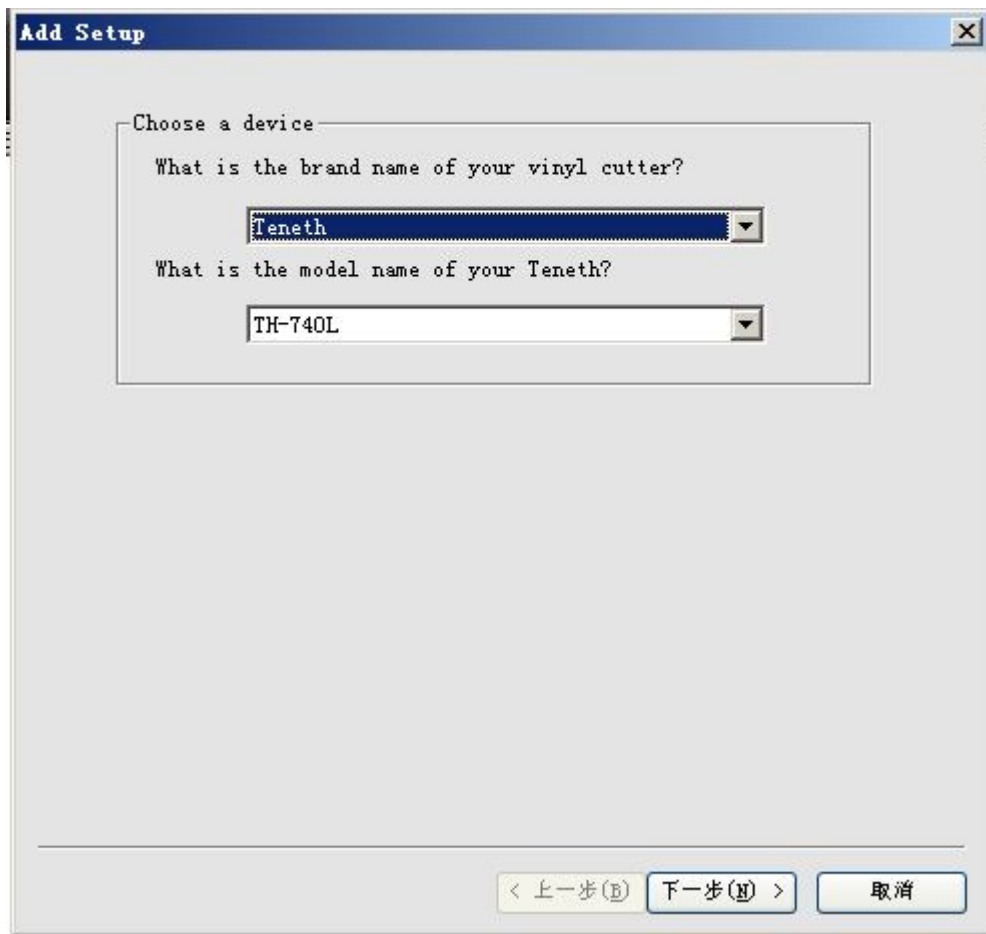 Add Setup
Choose a device
What is the brand name of your vinyl cutter?
Teneth
What is the model name of your Teneth?
TH-740L
< 上一步(B) 下一步(N) > 取消